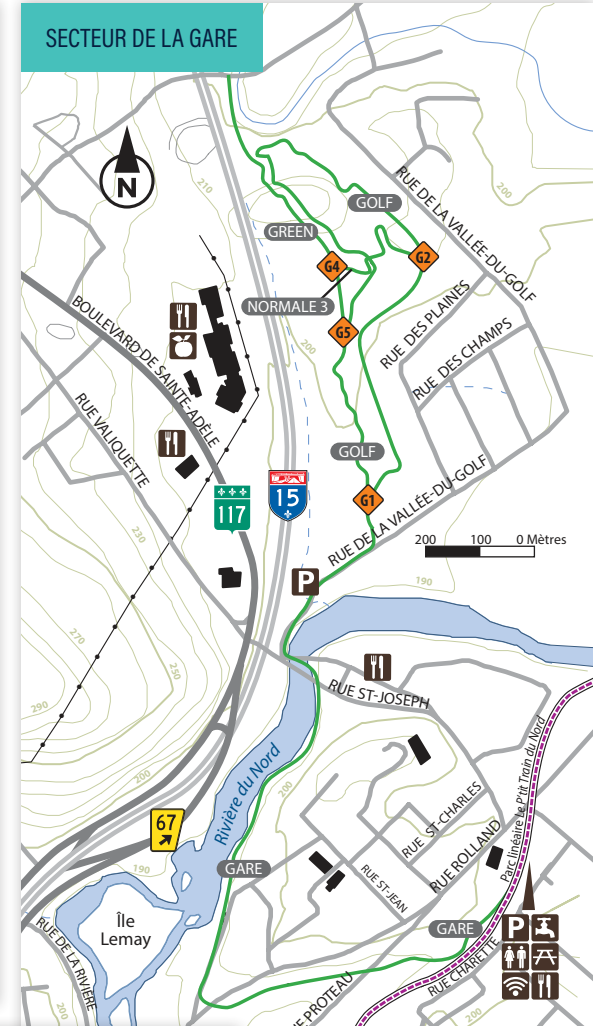 SECTEUR DE LA GARE
N
210
200
RUE DE LA VALLÉE-DU-GOLF
GOLF
GREEN
G4
G2
NORMALE 3
G5
200
RUE DES PLAINES
RUE DES CHAMPS
BOULEVARD DE SAINTE-ADÈLE
RUE VALIQUETTE
GOLF
117
15
G1
RUE DE LA VALLÉE-DU-GOLF
200 100 0 Mètres
230
P
190
270
250
290
RUE ST-JOSEPH
200
Rivière du Nord
200
Parc linéaire Le P'tit Train du Nord
67
RUE ST-CHARLES
RUE ROLLAND
190
GARE
RUE ST-JEAN
Île
Lemay
GARE
P
RUE DE LA RIVIÈRE
RUE CHARETTE
E-PROTEAU
200
200